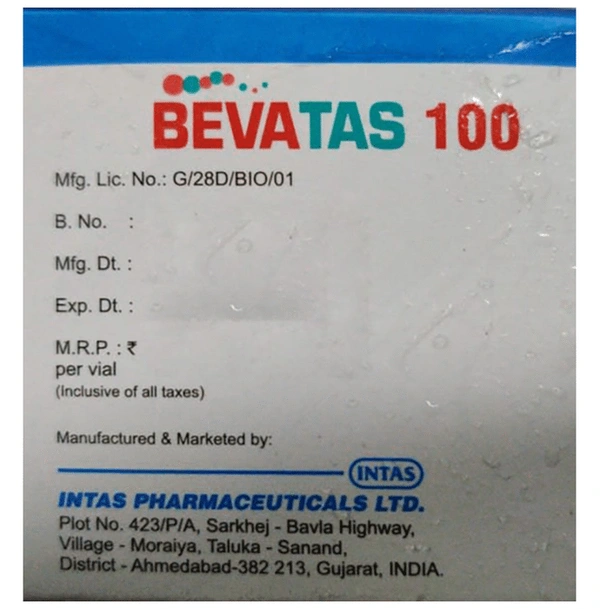 BEVATAS 100
Mfg. Lic. No.: G/28D/BIO/01
B. No. :
Mfg. Dt. :
Exp. Dt. :
M.R.P. : ₹
per vial
(Inclusive of all taxes)
Manufactured & Marketed by:
INTAS
INTAS PHARMACEUTICALS LTD.
Plot No. 423/P/A, Sarkhej - Bavla Highway,
Village - Moraiya, Taluka - Sanand,
District - Ahmedabad-382 213, Gujarat, INDIA.